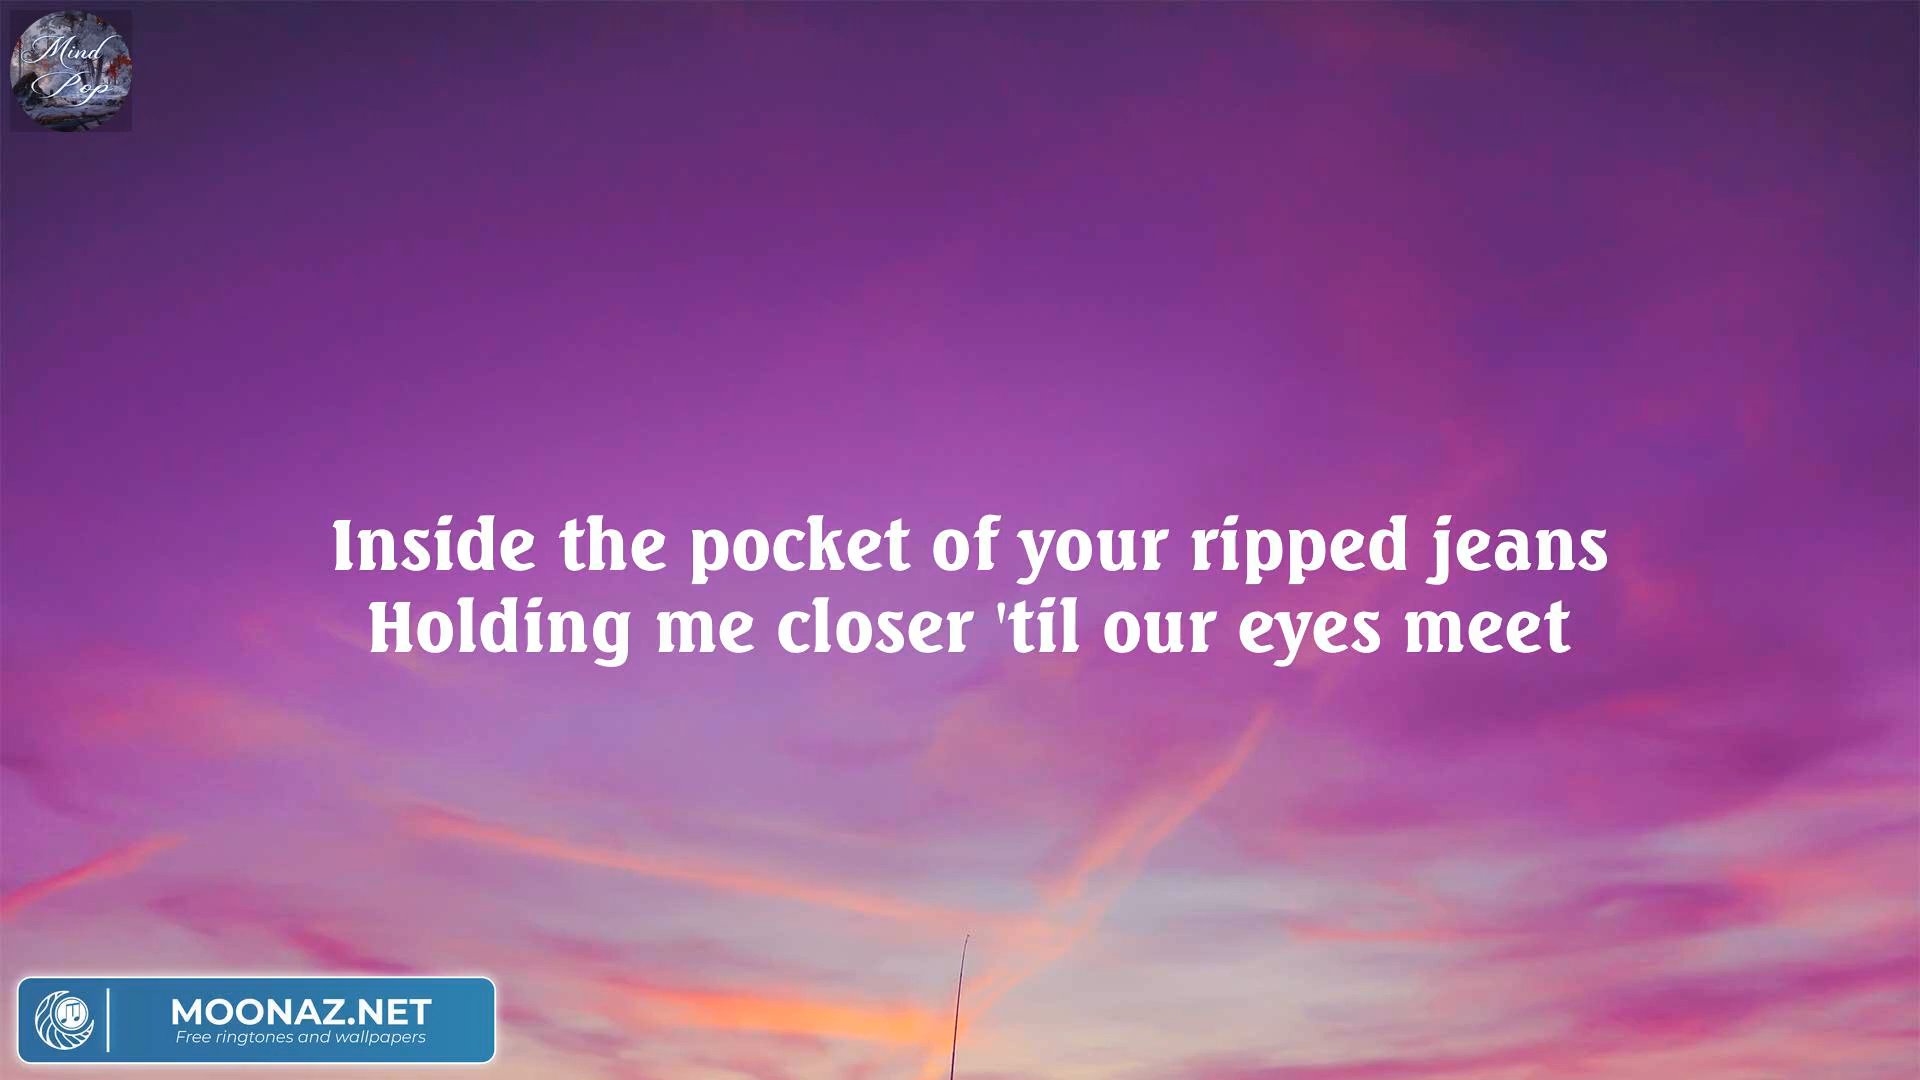 Mind
Pop
Inside the pocket of your ripped jeans
Holding me closer 'til our eyes meet
MOONAZ.NET
Free ringtones and wallpapers